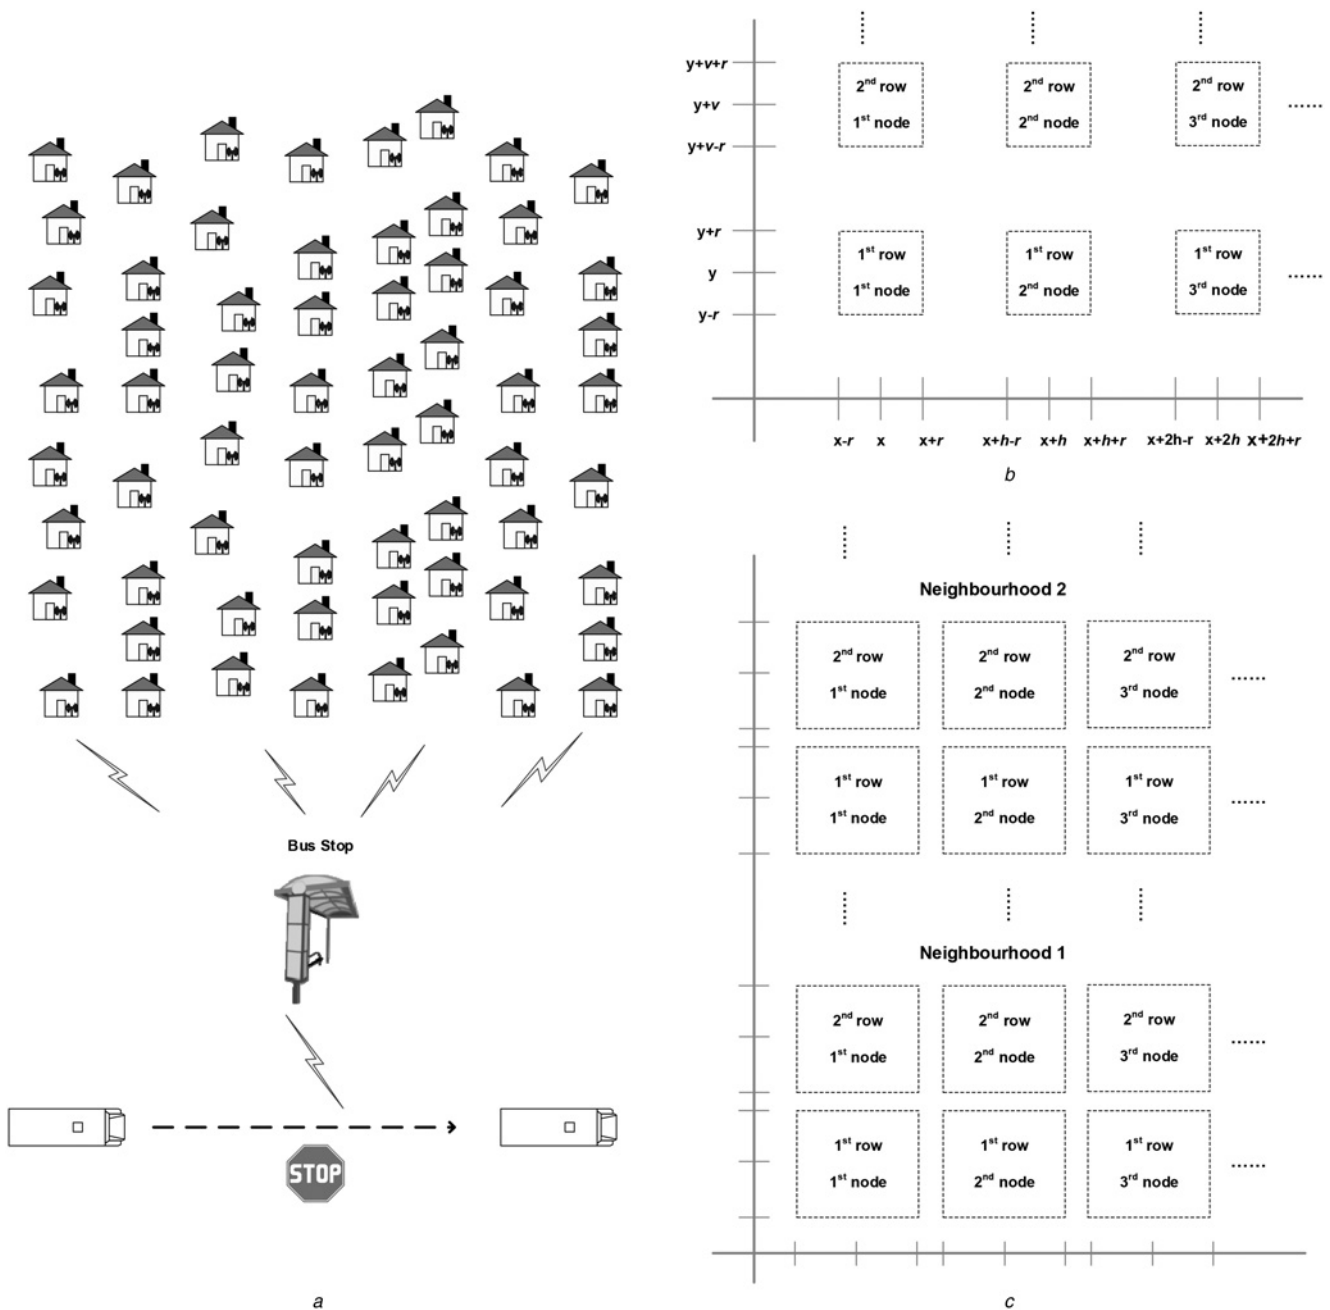 Bus Stop
STOP
a
y+v+r
y+v
y+v-r
y+r
y
y-r
2nd row 2nd row 2nd row
1st node 2nd node 3rd node
......
1st row 1st row 1st row
1st node 2nd node 3rd node
......
x-r x x+r x+h-r x+h x+h+r x+2h-r x+2h x+2h+r
b
Neighbourhood 2
2nd row 2nd row 2nd row
1st node 2nd node 3rd node
......
1st row 1st row 1st row
1st node 2nd node 3rd node
......
Neighbourhood 1
2nd row 2nd row 2nd row
1st node 2nd node 3rd node
......
1st row 1st row 1st row
1st node 2nd node 3rd node
......
c